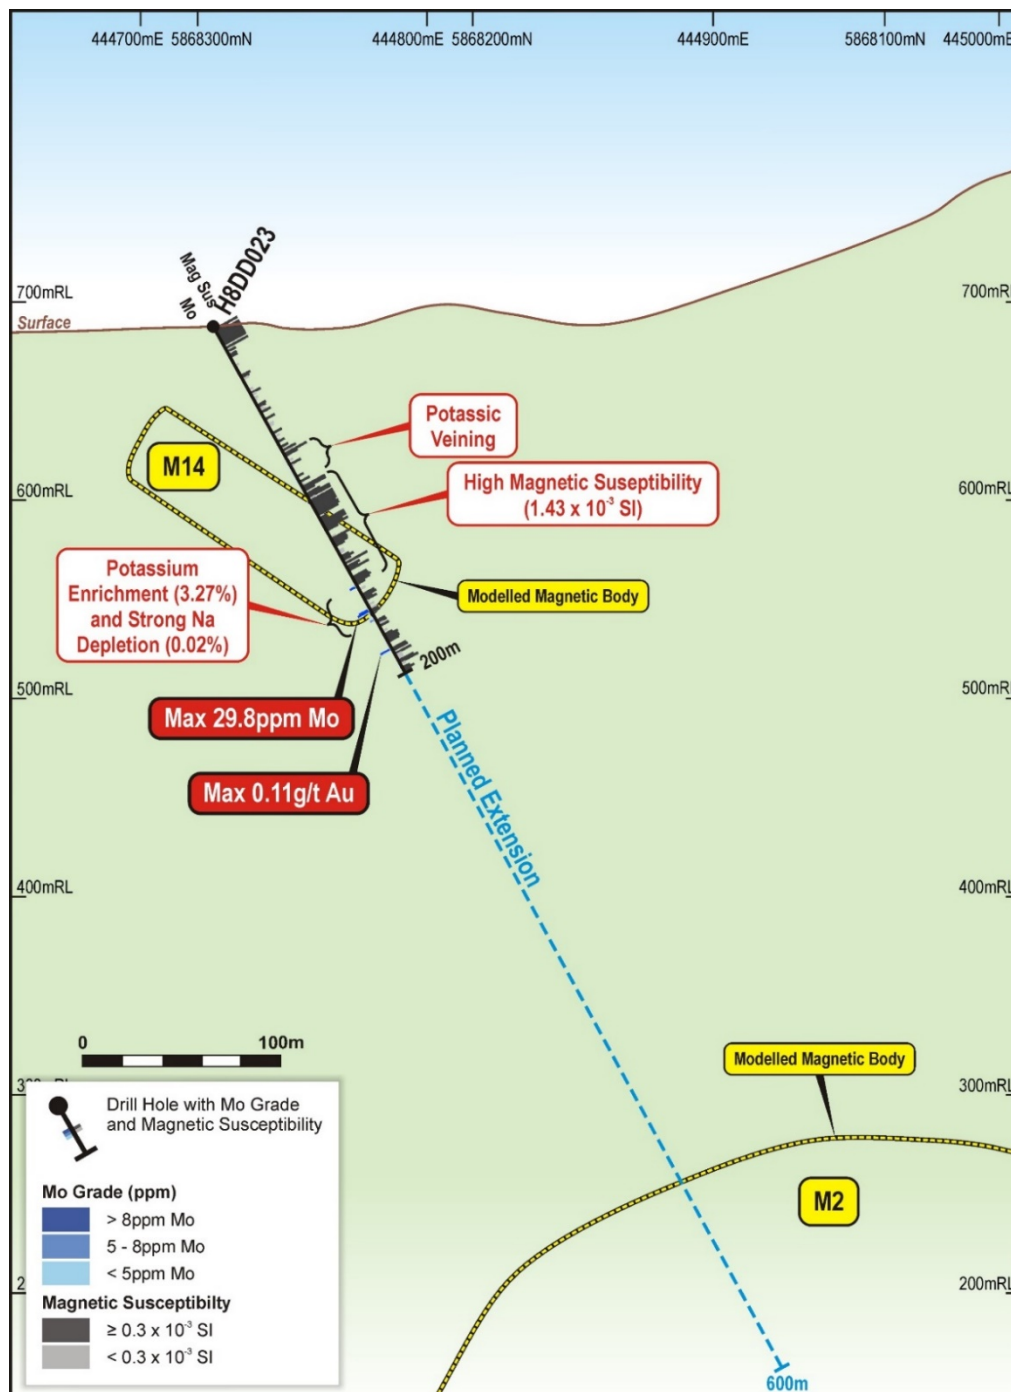 444700mE 5868300mN 444800mE 5868200mN 444900mE 5868100mN 445000mE
H8DD023
Mag Sus
Mo
700mRL
700mRL
Surface
Potassic
Veining
M14
High Magnetic Suseptibility
(1.43 x 10⁻³ SI)
600mRL
600mRL
Potassium
Enrichment (3.27%)
and Strong Na
Depletion (0.02%)
Modelled Magnetic Body
200m
500mRL
500mRL
Max 29.8ppm Mo
Max 0.11g/t Au
Planned Extension
400mRL
400mRL
0 100m
Modelled Magnetic Body
300mRL
Drill Hole with Mo Grade
and Magnetic Susceptibility
M2
Mo Grade (ppm)
> 8ppm Mo
5 - 8ppm Mo
< 5ppm Mo
200mRL
Magnetic Susceptibilty
≥ 0.3 x 10⁻³ SI
< 0.3 x 10⁻³ SI
600m